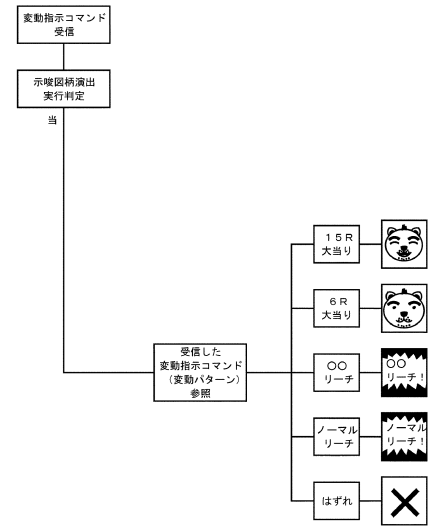 変動指示コマンド
受信
示唆図柄演出
実行判定
当
１５Ｒ
大当り
６Ｒ
大当り
受信した
変動指示コマンド
（変動パターン）
参照
〇〇
リーチ
〇〇
リーチ！
ノーマル
リーチ
ノーマル
リーチ！
はずれ